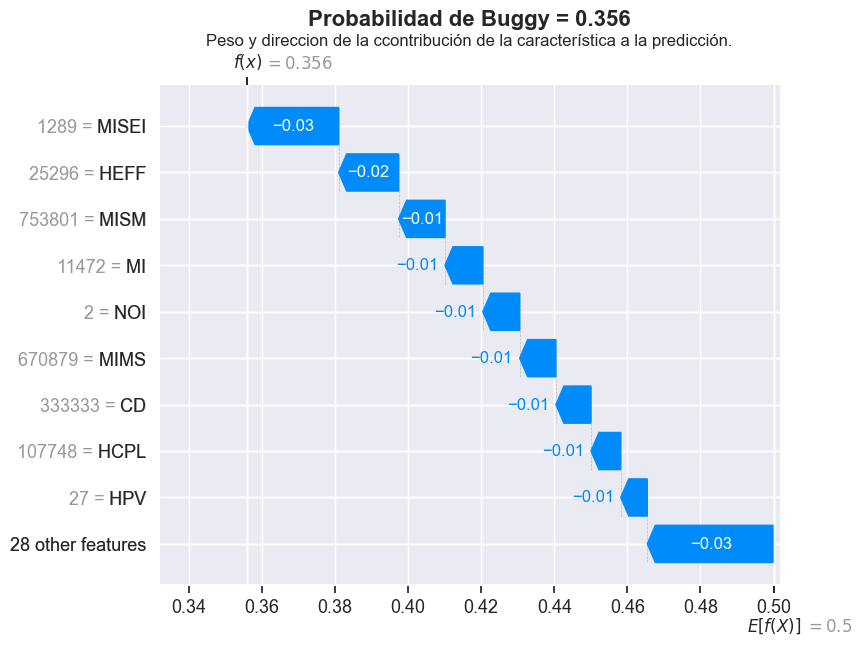 Probabilidad de Buggy = 0.356
Peso y direccion de la ccontribución de la característica a la predicción.
f(x) = 0.356
1289 = MISEI −0.03
25296 = HEFF −0.02
753801 = MISM −0.01
11472 = MI −0.01
2 = NOI −0.01
670879 = MIMS −0.01
333333 = CD −0.01
107748 = HCPL −0.01
27 = HPV −0.01
28 other features −0.03
0.34 0.36 0.38 0.40 0.42 0.44 0.46 0.48 0.50
E[f(X)] = 0.5